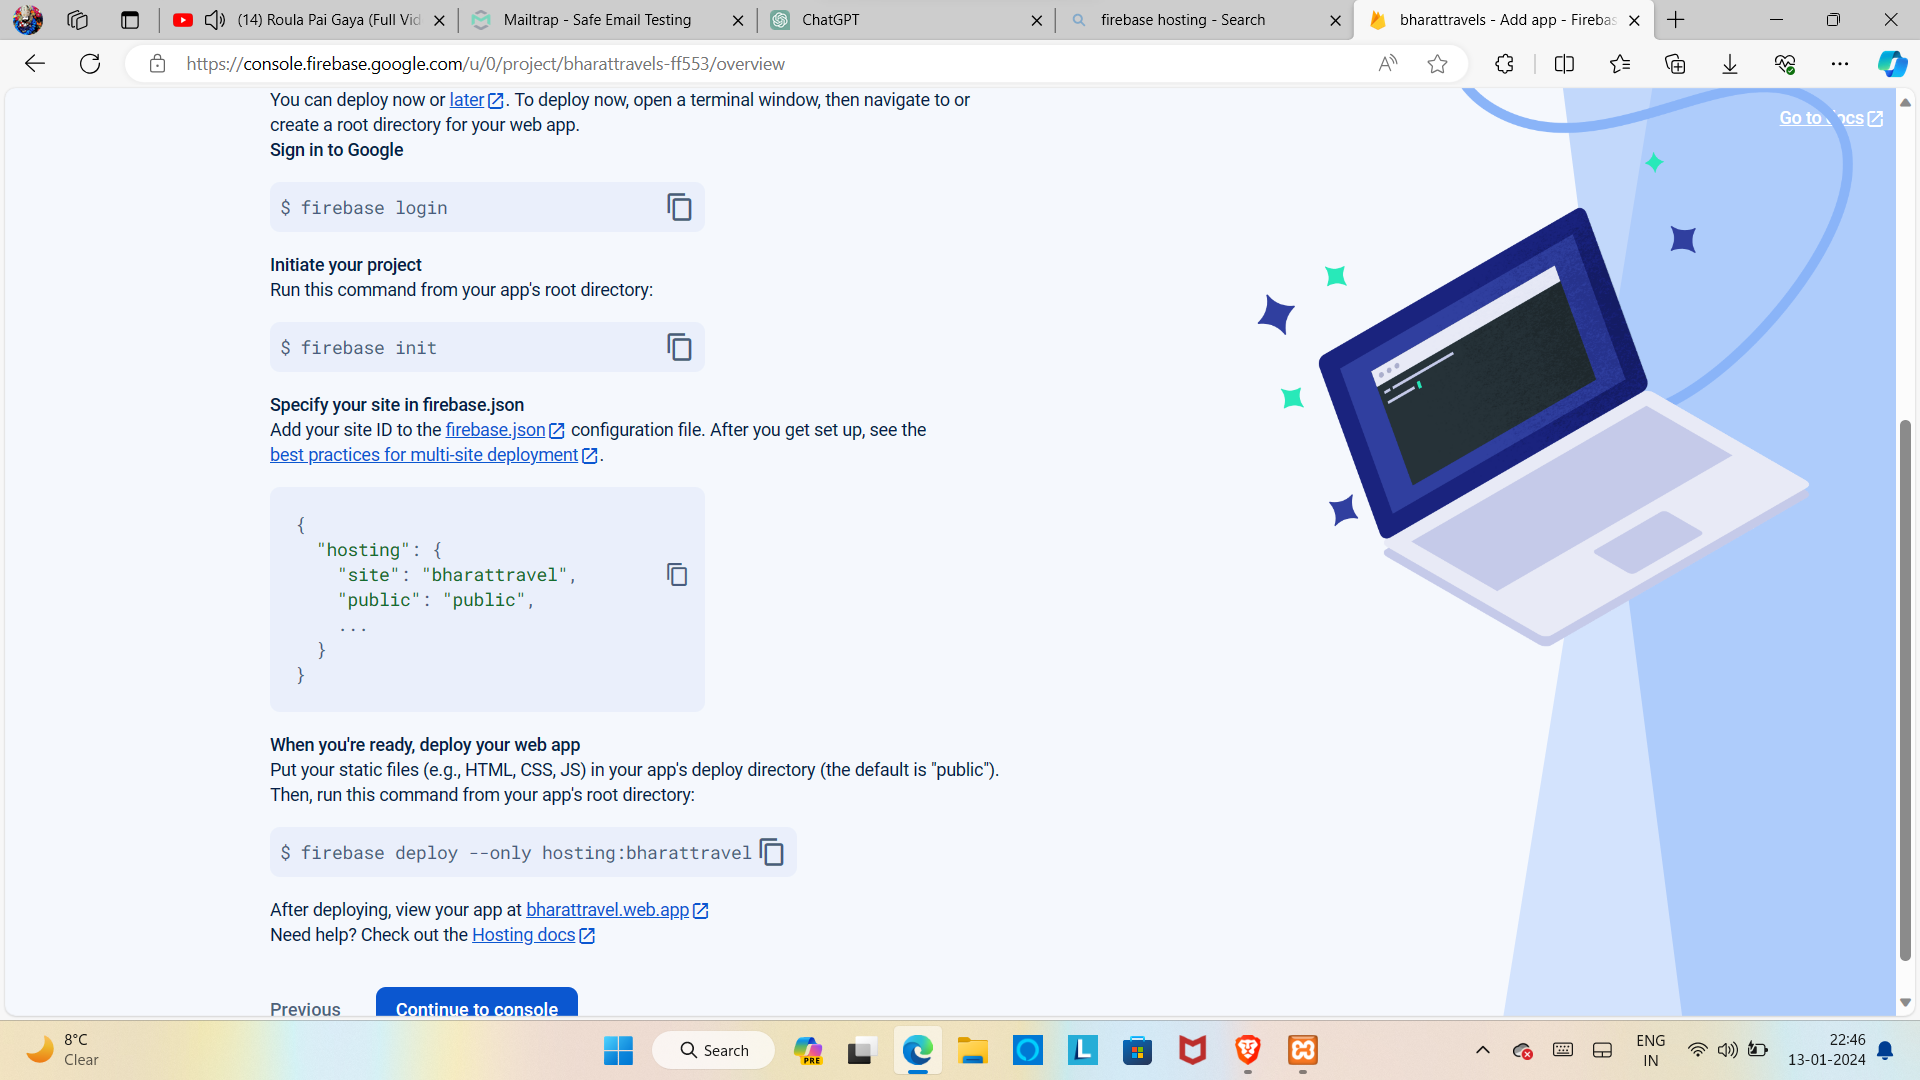 (14) Roula Pai Gaya (Full Vid
Mailtrap - Safe Email Testing
ChatGPT
firebase hosting - Search
bharattravels - Add app - Firebas
https://console.firebase.google.com/u/0/project/bharattravels-ff553/overview
You can deploy now or later. To deploy now, open a terminal window, then navigate to or
create a root directory for your web app.
Go to docs
Sign in to Google
$ firebase login
Initiate your project
Run this command from your app's root directory:
$ firebase init
Specify your site in firebase.json
Add your site ID to the firebase.json configuration file. After you get set up, see the
best practices for multi-site deployment.
{
"hosting": {
"site": "bharattravel",
"public": "public",
...
}
}
When you're ready, deploy your web app
Put your static files (e.g., HTML, CSS, JS) in your app's deploy directory (the default is "public").
Then, run this command from your app's root directory:
$ firebase deploy --only hosting:bharattravel
After deploying, view your app at bharattravel.web.app
Need help? Check out the Hosting docs
Previous
Continue to console
8°C
Clear
Search
PRE
L
ENG
IN
22:46
13-01-2024